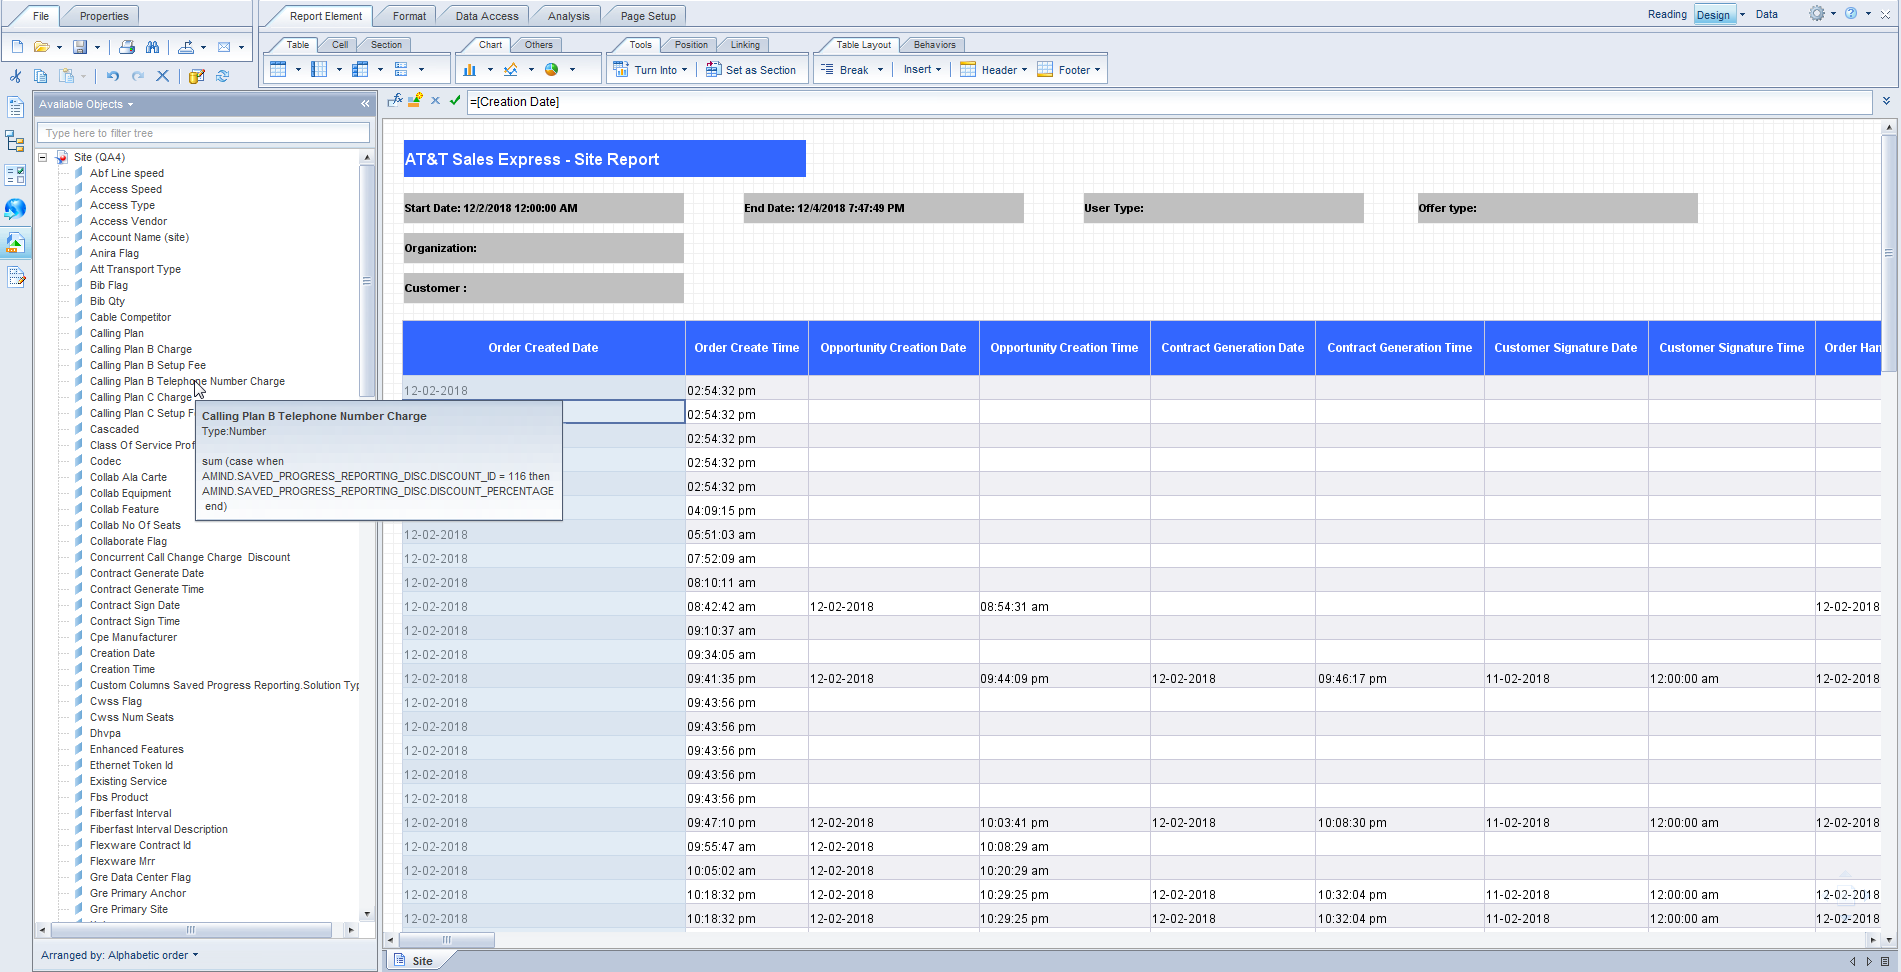 File
Properties
Report Element
Format
Data Access
Analysis
Page Setup
Reading
Design
Data
Table
Cell
Section
Chart
Others
Tools
Position
Linking
Table Layout
Behaviors
Turn Into
Set as Section
Break
Insert
Header
Footer
Available Objects
=[Creation Date]
Type here to filter tree
Site (QA4)
Abf Line speed
Access Speed
Access Type
Access Vendor
Account Name (site)
Anira Flag
Att Transport Type
Bib Flag
Bib Qty
Cable Competitor
Calling Plan
Calling Plan B Charge
Calling Plan B Setup Fee
Calling Plan B Telephone Number Charge
Calling Plan C Charge
Calling Plan C Setup F
Cascaded
Class Of Service Prof
Codec
Collab Ala Carte
Collab Equipment
Collab Feature
Collab No Of Seats
Collaborate Flag
Concurrent Call Change Charge  Discount
Contract Generate Date
Contract Generate Time
Contract Sign Date
Contract Sign Time
Cpe Manufacturer
Creation Date
Creation Time
Custom Columns Saved Progress Reporting.Solution Typ
Cwss Flag
Cwss Num Seats
Dhvpa
Enhanced Features
Ethernet Token Id
Existing Service
Fbs Product
Fiberfast Interval
Fiberfast Interval Description
Flexware Contract Id
Flexware Mrr
Gre Data Center Flag
Gre Primary Anchor
Gre Primary Site
Arranged by: Alphabetic order
Calling Plan B Telephone Number Charge
Type:Number
sum (case when
AMIND.SAVED_PROGRESS_REPORTING_DISC.DISCOUNT_ID = 116 then
AMIND.SAVED_PROGRESS_REPORTING_DISC.DISCOUNT_PERCENTAGE
end)
AT&T Sales Express - Site Report
Start Date: 12/2/2018 12:00:00 AM
End Date: 12/4/2018 7:47:49 PM
User Type:
Offer type:
Organization:
Customer :
Order Created Date
Order Create Time
Opportunity Creation Date
Opportunity Creation Time
Contract Generation Date
Contract Generation Time
Customer Signature Date
Customer Signature Time
Order Han
12-02-2018 02:54:32 pm
02:54:32 pm
02:54:32 pm
02:54:32 pm
02:54:32 pm
04:09:15 pm
12-02-2018 05:51:03 am
12-02-2018 07:52:09 am
12-02-2018 08:10:11 am
12-02-2018 08:42:42 am 12-02-2018 08:54:31 am 12-02-2018
12-02-2018 09:10:37 am
12-02-2018 09:34:05 am
12-02-2018 09:41:35 pm 12-02-2018 09:44:09 pm 12-02-2018 09:46:17 pm 11-02-2018 12:00:00 am 12-02-2018
12-02-2018 09:43:56 pm
12-02-2018 09:43:56 pm
12-02-2018 09:43:56 pm
12-02-2018 09:43:56 pm
12-02-2018 09:43:56 pm
12-02-2018 09:47:10 pm 12-02-2018 10:03:41 pm 12-02-2018 10:08:30 pm 11-02-2018 12:00:00 am 12-02-2018
12-02-2018 09:55:47 am 12-02-2018 10:08:29 am
12-02-2018 10:05:02 am 12-02-2018 10:20:29 am
12-02-2018 10:18:32 pm 12-02-2018 10:29:25 pm 12-02-2018 10:32:04 pm 11-02-2018 12:00:00 am 12-02-2018
12-02-2018 10:18:32 pm 12-02-2018 10:29:25 pm 12-02-2018 10:32:04 pm 11-02-2018 12:00:00 am 12-02-2018
Site